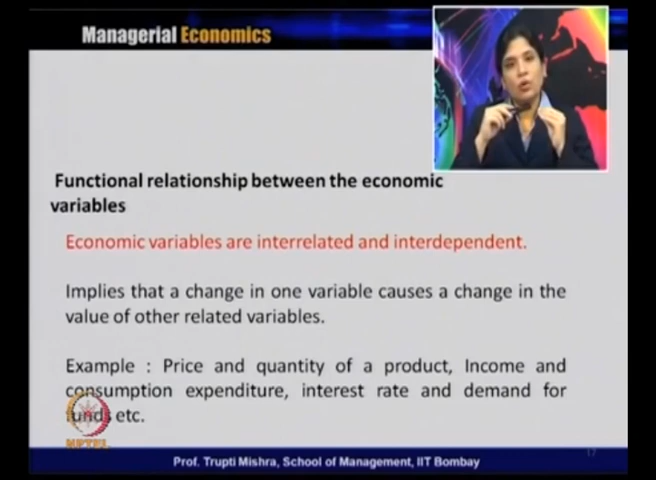 Managerial Economics
Functional relationship between the economic
variables
Economic variables are interrelated and interdependent.
Implies that a change in one variable causes a change in the
value of other related variables.
Example : Price and quantity of a product, Income and
consumption expenditure, interest rate and demand for
funds etc.
NPTEL
17
Prof. Trupti Mishra, School of Management, IIT Bombay